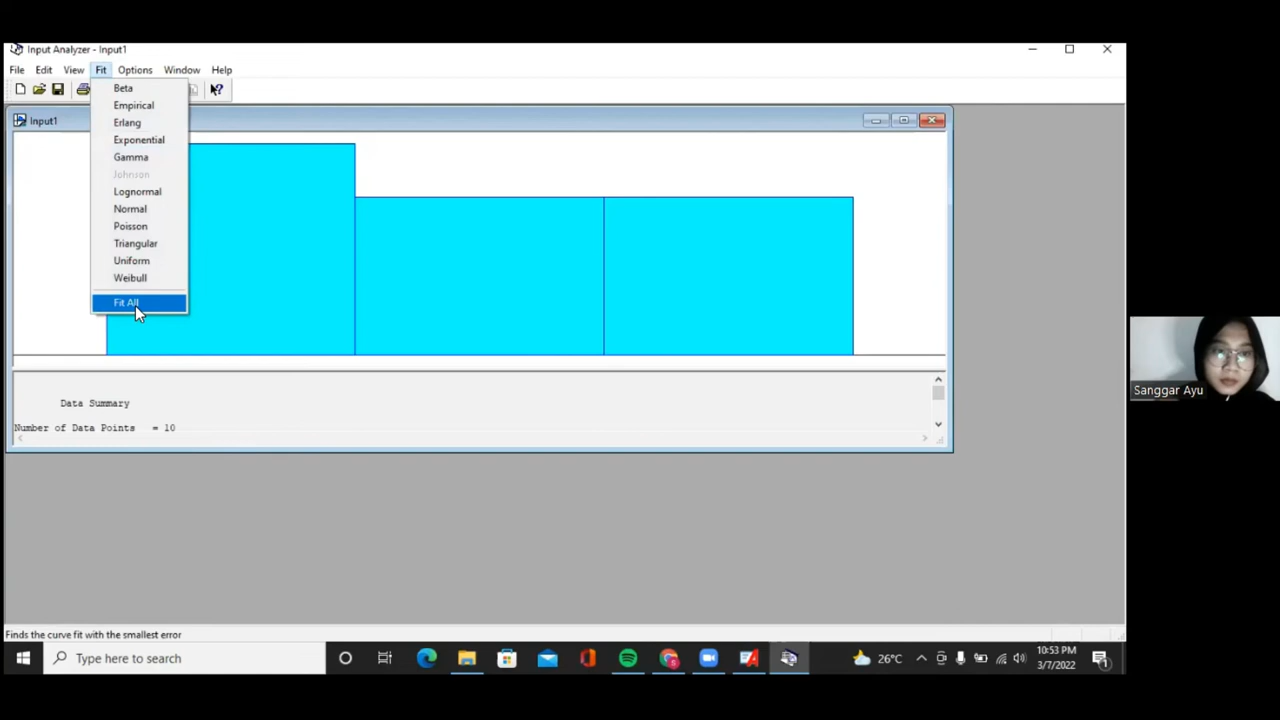 Input Analyzer - Input1
File Edit View Fit Options Window Help
Beta
Empirical
Input1
Erlang
Exponential
Gamma
Johnson
Lognormal
Normal
Poisson
Triangular
Uniform
Weibull
Fit All
Data Summary
Number of Data Points = 10
Sanggar Ayu
Finds the curve fit with the smallest error
Type here to search
26°C
10:53 PM
3/7/2022